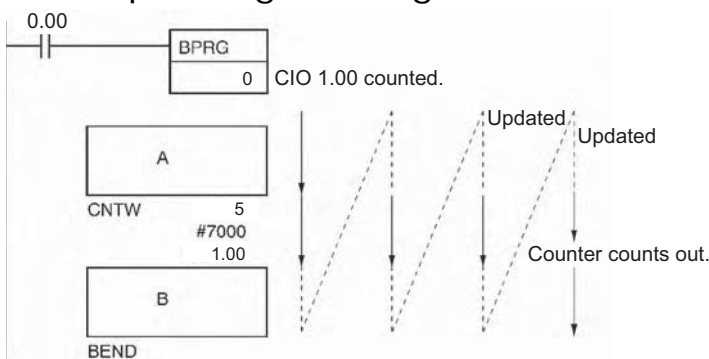 0.00
BPRG
0 CIO 1.00 counted.
Updated
Updated
A
CNTW 5
#7000
1.00
Counter counts out.
B
BEND